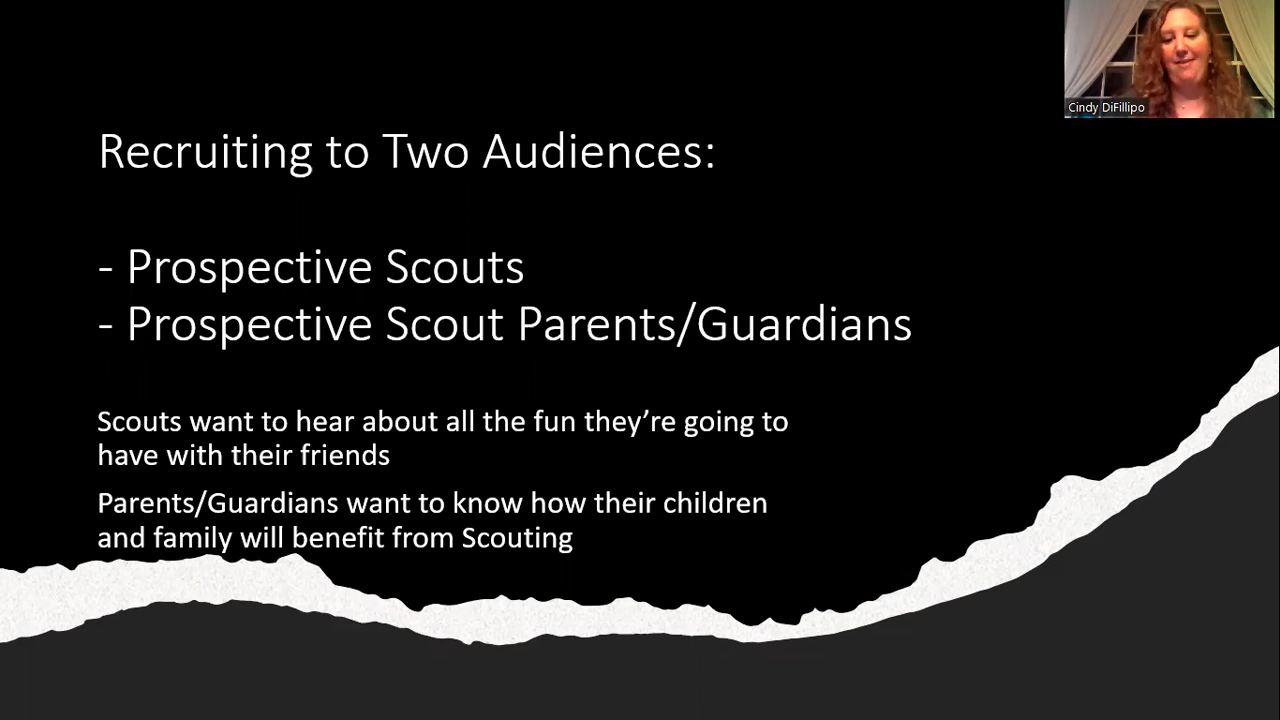 Cindy DiFillipo
Recruiting to Two Audiences:
- Prospective Scouts
- Prospective Scout Parents/Guardians
Scouts want to hear about all the fun they’re going to
have with their friends
Parents/Guardians want to know how their children
and family will benefit from Scouting